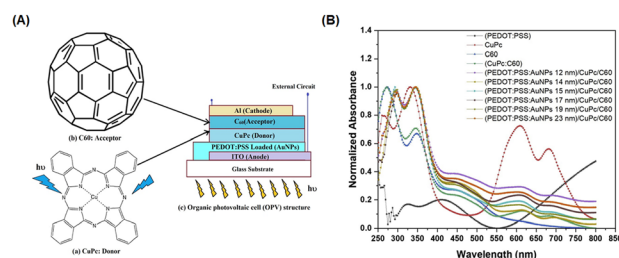 (A)
(b) C60: Acceptor
hυ
N
N
N
N
Cu
N
N
N
N
(a) CuPc: Donor
External Circuit
Al (Cathode)
C₆₀(Acceptor)
CuPc (Donor)
PEDOT:PSS Loaded (AuNPs)
ITO (Anode)
Glass Substrate
hυ
(c) Organic photovoltaic cell (OPV) structure
(B)
Normalized Absorbance
1.4
1.2
1.0
0.8
0.6
0.4
0.2
0.0
(PEDOT:PSS)
CuPc
C60
(CuPc:C60)
(PEDOT:PSS:AuNPs 12 nm)/CuPc/C60
(PEDOT:PSS:AuNPs 14 nm)/CuPc/C60
(PEDOT:PSS:AuNPs 15 nm)/CuPc/C60
(PEDOT:PSS:AuNPs 17 nm)/CuPc/C60
(PEDOT:PSS:AuNPs 19 nm)/CuPc/C60
(PEDOT:PSS:AuNPs 23 nm)/CuPc/C60
250 300 350 400 450 500 550 600 650 700 750 800 850
Wavelength (nm)